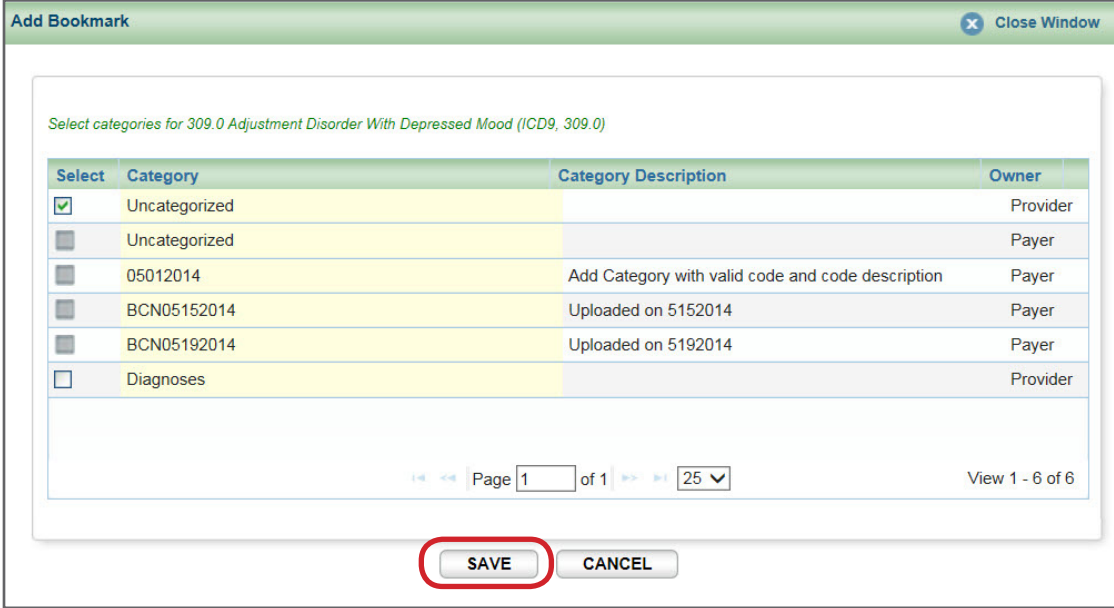 Add Bookmark Close Window
Select categories for 309.0 Adjustment Disorder With Depressed Mood (ICD9, 309.0)
Select Category Category Description Owner
Uncategorized Provider
Uncategorized Payer
05012014 Add Category with valid code and code description Payer
BCN05152014 Uploaded on 5152014 Payer
BCN05192014 Uploaded on 5192014 Payer
Diagnoses Provider
Page 1 of 1 25 View 1 - 6 of 6
SAVE CANCEL